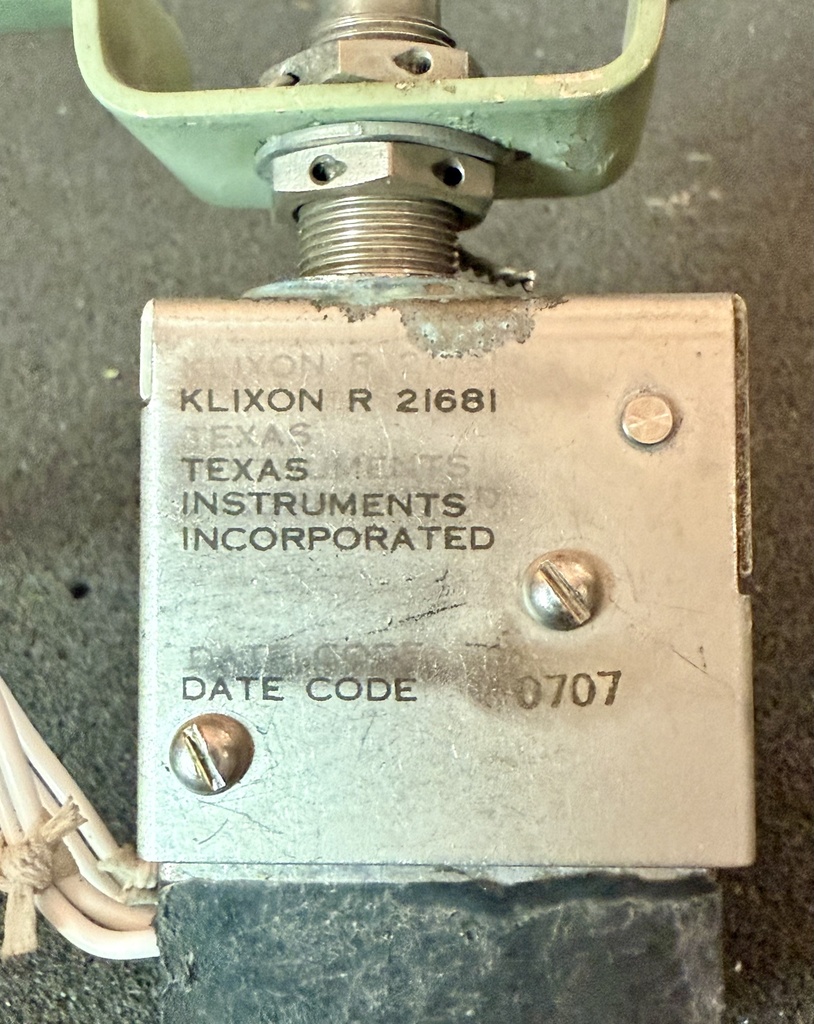 KLIXON R 21681
TEXAS
INSTRUMENTS
INCORPORATED
DATE CODE 0707